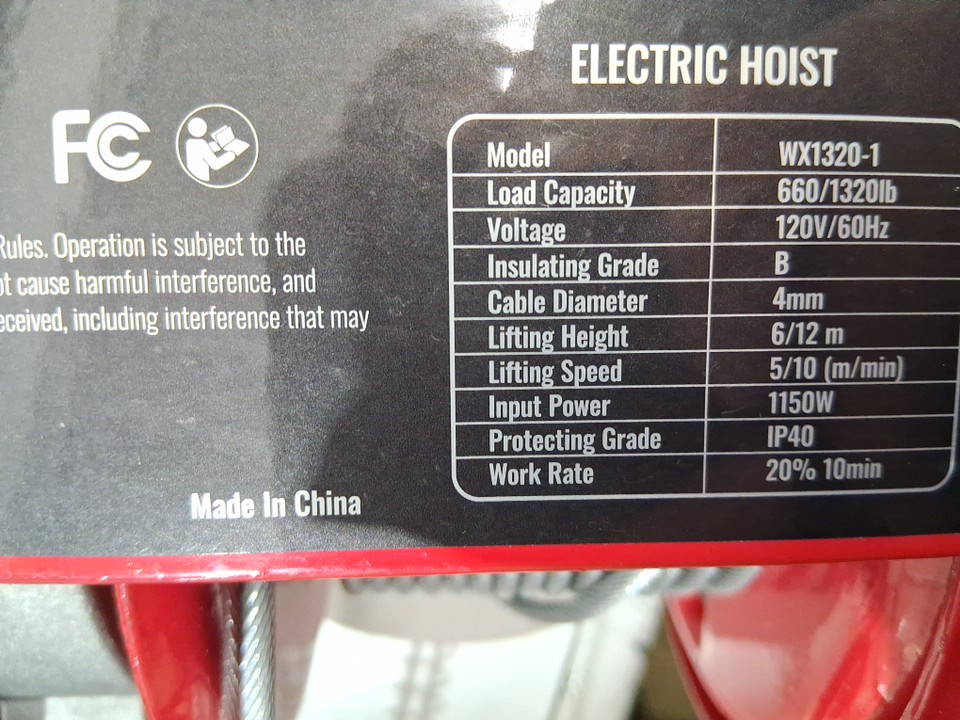 ELECTRIC HOIST
FC
Rules. Operation is subject to the
ot cause harmful interference, and
eceived, including interference that may
Made In China
Model WX1320-1
Load Capacity 660/1320lb
Voltage 120V/60Hz
Insulating Grade B
Cable Diameter 4mm
Lifting Height 6/12 m
Lifting Speed 5/10 (m/min)
Input Power 1150W
Protecting Grade IP40
Work Rate 20% 10min